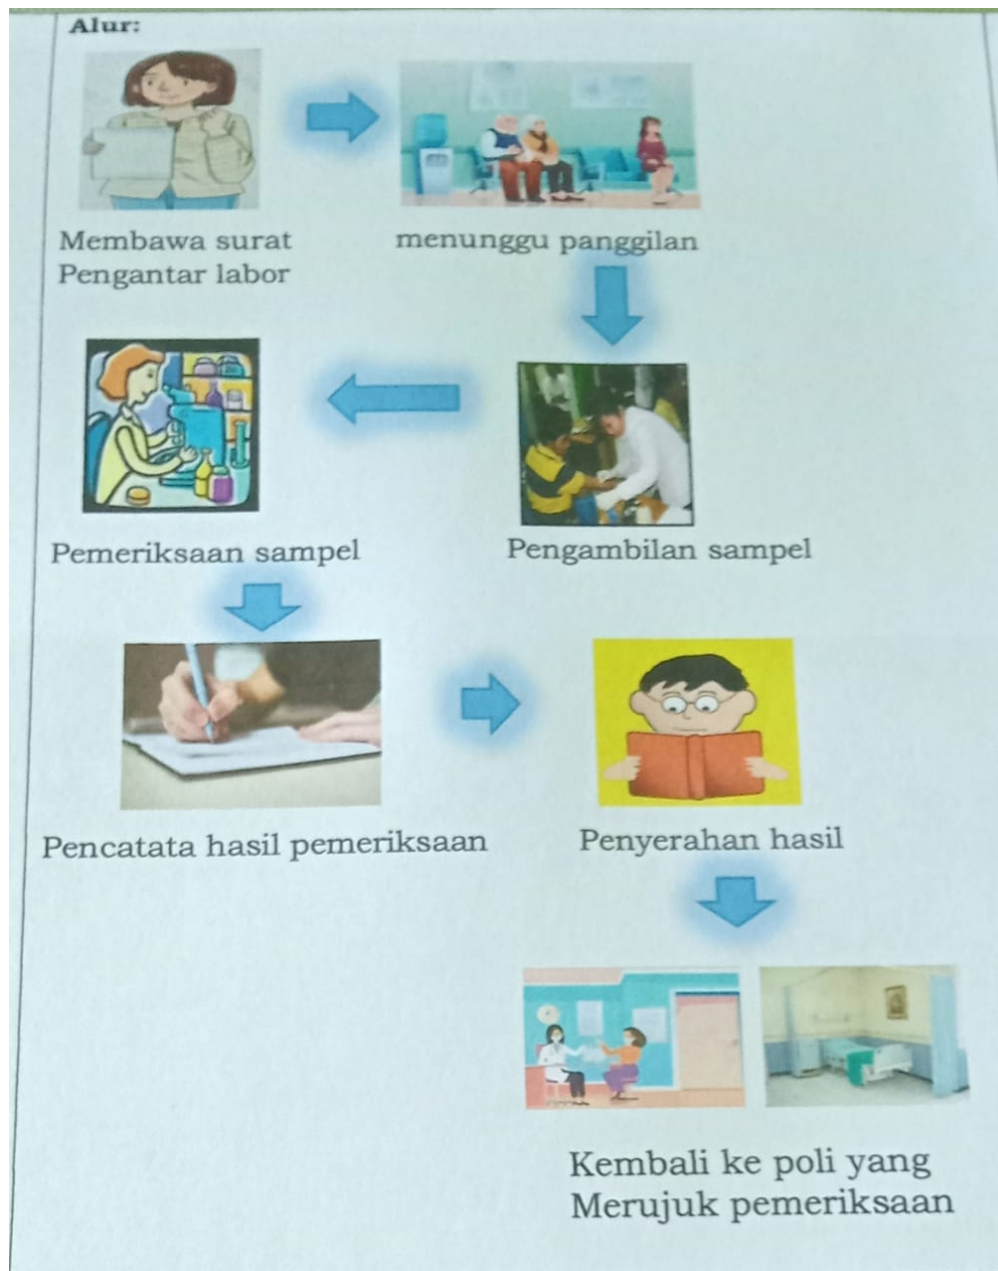 Alur:
Membawa surat
Pengantar labor
menunggu panggilan
Pengambilan sampel
Pemeriksaan sampel
Pencatata hasil pemeriksaan
Penyerahan hasil
Kembali ke poli yang
Merujuk pemeriksaan